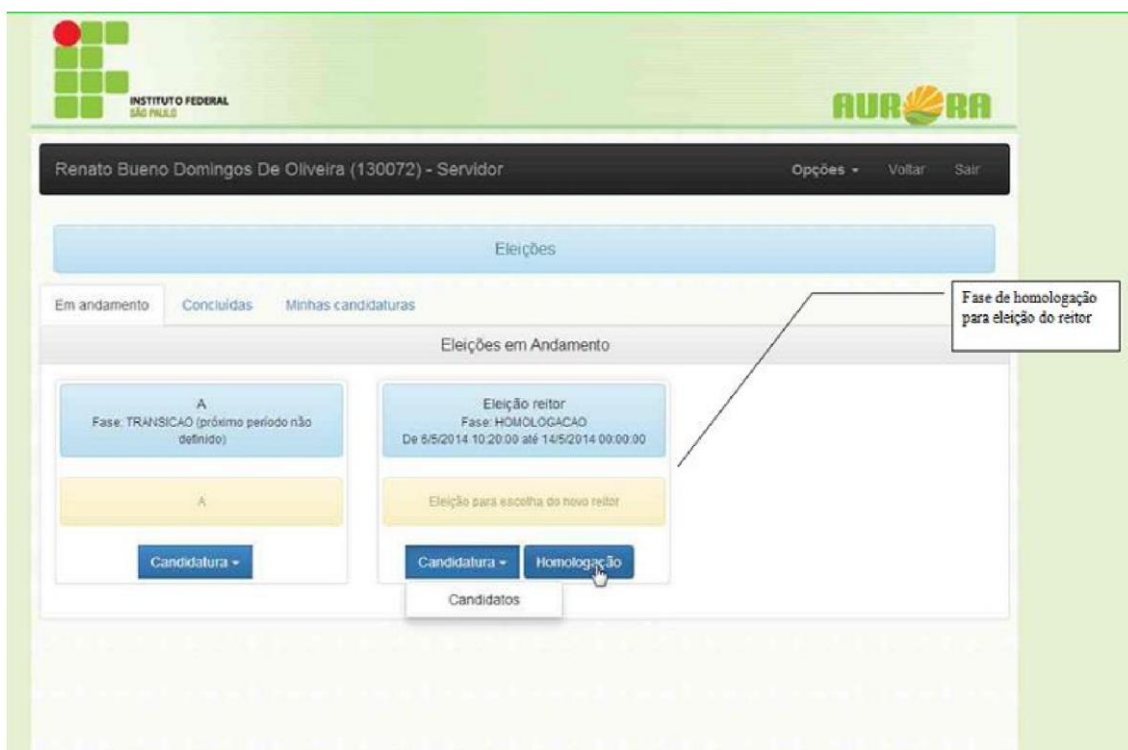 INSTITUTO FEDERAL
SÃO PAULO
AURORA
Renato Bueno Domingos De Oliveira (130072) - Servidor
Opções
Voltar
Sair
Eleições
Em andamento
Concluídas
Minhas candidaturas
Eleições em Andamento
Fase de homologação
para eleição do reitor
A
Fase: TRANSICAO (próximo período não
definido)
A
Candidatura
Eleição reitor
Fase: HOMOLOGACAO
De 6/5/2014 10:20:00 até 14/5/2014 00:00:00
Eleição para escolha do novo reitor
Candidatura
Homologação
Candidatos